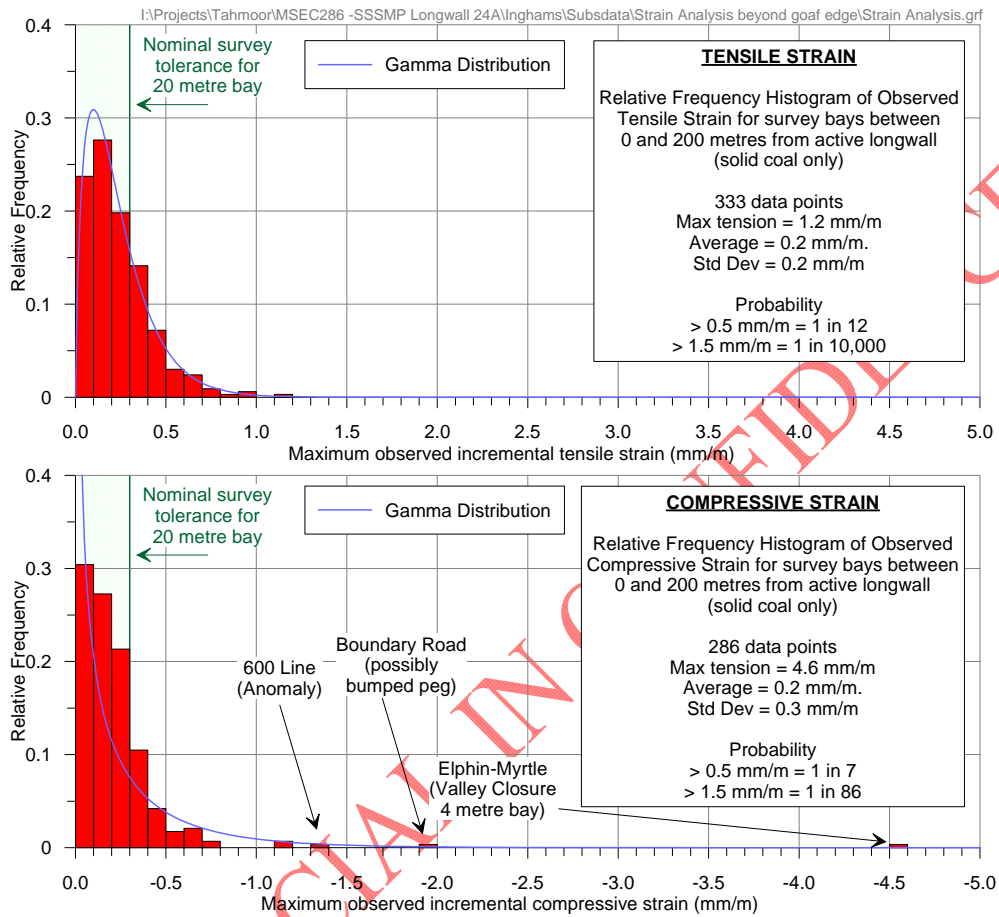 I:\Projects\Tahmoor\MSEC286 -SSSMP Longwall 24A\Inghams\Subsdata\Strain Analysis beyond goaf edge\Strain Analysis.grf
0.4
0.3
0.2
0.1
0
Relative Frequency
Nominal survey
tolerance for
20 metre bay
Gamma Distribution
TENSILE STRAIN
Relative Frequency Histogram of Observed
Tensile Strain for survey bays between
0 and 200 metres from active longwall
(solid coal only)
333 data points
Max tension = 1.2 mm/m
Average = 0.2 mm/m.
Std Dev = 0.2 mm/m
Probability
> 0.5 mm/m = 1 in 12
> 1.5 mm/m = 1 in 10,000
0.0 0.5 1.0 1.5 2.0 2.5 3.0 3.5 4.0 4.5 5.0
Maximum observed incremental tensile strain (mm/m)
0.4
0.3
0.2
0.1
0
Relative Frequency
Nominal survey
tolerance for
20 metre bay
Gamma Distribution
600 Line
(Anomaly)
Boundary Road
(possibly
bumped peg)
Elphin-Myrtle
(Valley Closure
4 metre bay)
COMPRESSIVE STRAIN
Relative Frequency Histogram of Observed
Compressive Strain for survey bays between
0 and 200 metres from active longwall
(solid coal only)
286 data points
Max tension = 4.6 mm/m
Average = 0.2 mm/m.
Std Dev = 0.3 mm/m
Probability
> 0.5 mm/m = 1 in 7
> 1.5 mm/m = 1 in 86
0.0 -0.5 -1.0 -1.5 -2.0 -2.5 -3.0 -3.5 -4.0 -4.5 -5.0
Maximum observed incremental compressive strain (mm/m)